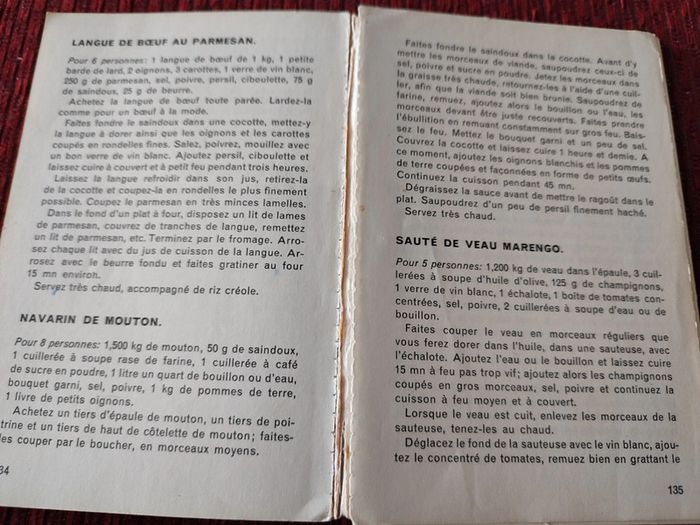 LANGUE DE BŒUF AU PARMESAN.
Pour 6 personnes: 1 langue de bœuf de 1 kg, 1 petite
barde de lard, 2 oignons, 3 carottes, 1 verre de vin blanc,
250 g de parmesan, sel, poivre, persil, ciboulette, 75 g
de saindoux, 25 g de beurre.
Achetez la langue de bœuf toute parée. Lardez-la
comme pour un bœuf à la mode.
Faites fondre le saindoux dans une cocotte, mettez-y
la langue à dorer ainsi que les oignons et les carottes
coupés en rondelles fines. Salez, poivrez, mouillez avec
un bon verre de vin blanc. Ajoutez persil, ciboulette et
laissez cuire à couvert et à petit feu pendant trois heures.
Laissez la langue refroidir dans son jus, retirez-la
de la cocotte et coupez-la en rondelles le plus finement
possible. Coupez le parmesan en très minces lamelles.
Dans le fond d'un plat à four, disposez un lit de lames
de parmesan, couvrez de tranches de langue, remettez
un lit de parmesan, etc. Terminez par le fromage. Arro-
sez chaque lit avec du jus de cuisson de la langue. Ar-
rosez avec le beurre fondu et faites gratiner au four
15 mn environ.
Servez très chaud, accompagné de riz créole.
NAVARIN DE MOUTON.
Pour 8 personnes: 1,500 kg de mouton, 50 g de saindoux,
1 cuillerée à soupe rase de farine, 1 cuillerée à café
de sucre en poudre, 1 litre un quart de bouillon ou d'eau,
bouquet garni, sel, poivre, 1 kg de pommes de terre,
1 livre de petits oignons.
Achetez un tiers d'épaule de mouton, un tiers de poi-
trine et un tiers de haut de côtelette de mouton; faites-
les couper par le boucher, en morceaux moyens.
34
Faites fondre le saindoux dans la cocotte. Avant d'y
mettre les morceaux de viande, saupoudrez ceux-ci de
sel, poivre et sucre en poudre. Jetez les morceaux dans
la graisse très chaude, retournez-les à l'aide d'une cuil-
ler, afin que la viande soit bien brunie. Saupoudrez de
farine, remuez, ajoutez alors le bouillon ou l'eau, les
morceaux devant être juste recouverts. Faites prendre
l'ébullition en remuant constamment sur gros feu. Bais-
sez le feu. Mettez le bouquet garni et un peu de sel.
Couvrez la cocotte et laissez cuire 1 heure et demie. A
ce moment, ajoutez les oignons blanchis et les pommes
de terre coupées et façonnées en forme de petits œufs.
Continuez la cuisson pendant 45 mn.
Dégraissez la sauce avant de mettre le ragoût dans le
plat. Saupoudrez d'un peu de persil finement haché.
Servez très chaud.
SAUTÉ DE VEAU MARENGO.
Pour 5 personnes: 1,200 kg de veau dans l'épaule, 3 cuil-
lerées à soupe d'huile d'olive, 125 g de champignons,
1 verre de vin blanc, 1 échalote, 1 boîte de tomates con-
centrées, sel, poivre, 2 cuillerées à soupe d'eau ou de
bouillon.
Faites couper le veau en morceaux réguliers que
vous ferez dorer dans l'huile, dans une sauteuse, avec
l'échalote. Ajoutez l'eau ou le bouillon et laissez cuire
15 mn à feu pas trop vif; ajoutez alors les champignons
coupés en gros morceaux, sel, poivre et continuez la
cuisson à feu moyen et à couvert.
Lorsque le veau est cuit, enlevez les morceaux de la
sauteuse, tenez-les au chaud.
Déglacez le fond de la sauteuse avec le vin blanc, ajou-
tez le concentré de tomates, remuez bien en grattant le
135